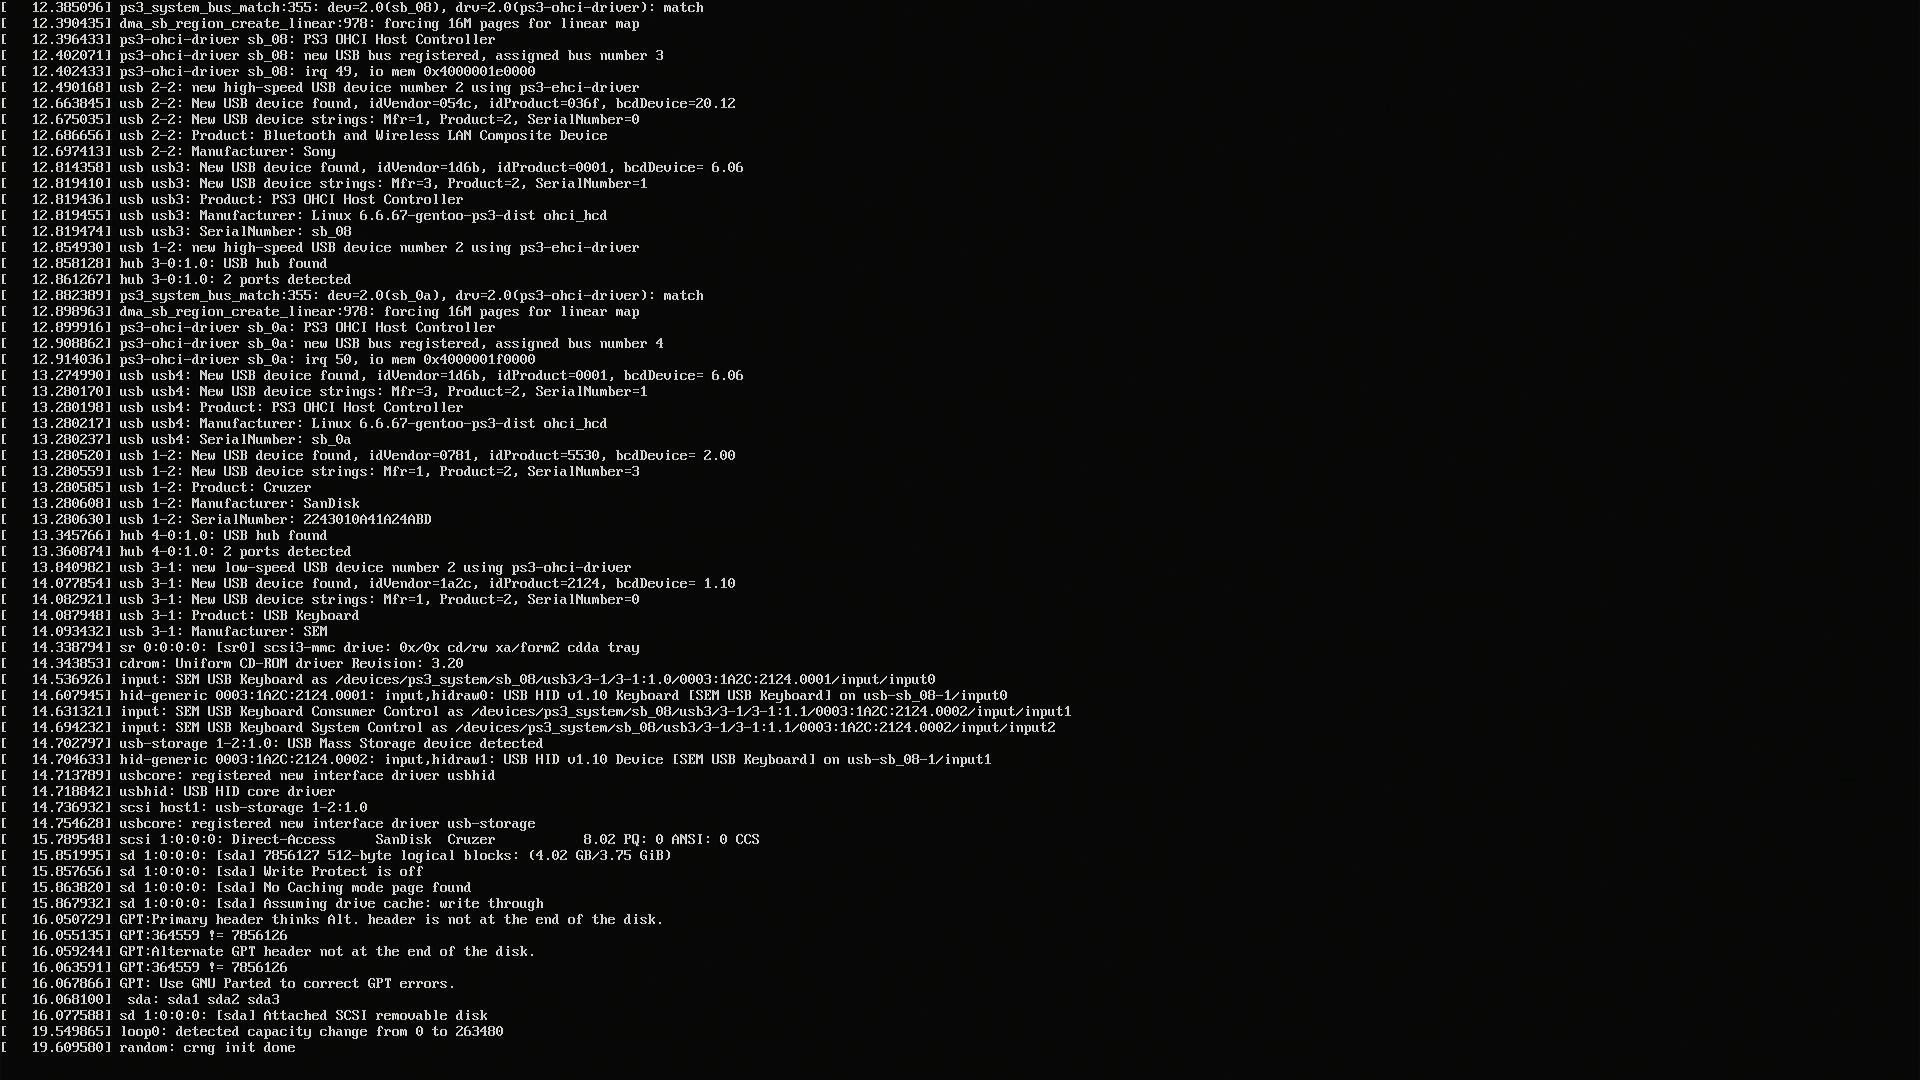 [   12.385096] ps3_system_bus_match:355: dev=2.0(sb_08), drv=2.0(ps3-ohci-driver): match
[   12.390435] dma_sb_region_create_linear:978: forcing 16M pages for linear map
[   12.396433] ps3-ohci-driver sb_08: PS3 OHCI Host Controller
[   12.402071] ps3-ohci-driver sb_08: new USB bus registered, assigned bus number 3
[   12.402433] ps3-ohci-driver sb_08: irq 49, io mem 0x4000001e0000
[   12.490168] usb 2-2: new high-speed USB device number 2 using ps3-ehci-driver
[   12.663845] usb 2-2: New USB device found, idVendor=054c, idProduct=036f, bcdDevice=20.12
[   12.675035] usb 2-2: New USB device strings: Mfr=1, Product=2, SerialNumber=0
[   12.686656] usb 2-2: Product: Bluetooth and Wireless LAN Composite Device
[   12.697413] usb 2-2: Manufacturer: Sony
[   12.814358] usb usb3: New USB device found, idVendor=1d6b, idProduct=0001, bcdDevice= 6.06
[   12.819410] usb usb3: New USB device strings: Mfr=3, Product=2, SerialNumber=1
[   12.819436] usb usb3: Product: PS3 OHCI Host Controller
[   12.819455] usb usb3: Manufacturer: Linux 6.6.67-gentoo-ps3-dist ohci_hcd
[   12.819474] usb usb3: SerialNumber: sb_08
[   12.854930] usb 1-2: new high-speed USB device number 2 using ps3-ehci-driver
[   12.858128] hub 3-0:1.0: USB hub found
[   12.861267] hub 3-0:1.0: 2 ports detected
[   12.882389] ps3_system_bus_match:355: dev=2.0(sb_0a), drv=2.0(ps3-ohci-driver): match
[   12.898963] dma_sb_region_create_linear:978: forcing 16M pages for linear map
[   12.899916] ps3-ohci-driver sb_0a: PS3 OHCI Host Controller
[   12.908862] ps3-ohci-driver sb_0a: new USB bus registered, assigned bus number 4
[   12.914036] ps3-ohci-driver sb_0a: irq 50, io mem 0x4000001f0000
[   13.274990] usb usb4: New USB device found, idVendor=1d6b, idProduct=0001, bcdDevice= 6.06
[   13.280170] usb usb4: New USB device strings: Mfr=3, Product=2, SerialNumber=1
[   13.280198] usb usb4: Product: PS3 OHCI Host Controller
[   13.280217] usb usb4: Manufacturer: Linux 6.6.67-gentoo-ps3-dist ohci_hcd
[   13.280237] usb usb4: SerialNumber: sb_0a
[   13.280520] usb 1-2: New USB device found, idVendor=0781, idProduct=5530, bcdDevice= 2.00
[   13.280559] usb 1-2: New USB device strings: Mfr=1, Product=2, SerialNumber=3
[   13.280585] usb 1-2: Product: Cruzer
[   13.280608] usb 1-2: Manufacturer: SanDisk
[   13.280630] usb 1-2: SerialNumber: 2243010A41A24ABD
[   13.345766] hub 4-0:1.0: USB hub found
[   13.360874] hub 4-0:1.0: 2 ports detected
[   13.840982] usb 3-1: new low-speed USB device number 2 using ps3-ohci-driver
[   14.077854] usb 3-1: New USB device found, idVendor=1a2c, idProduct=2124, bcdDevice= 1.10
[   14.082921] usb 3-1: New USB device strings: Mfr=1, Product=2, SerialNumber=0
[   14.087948] usb 3-1: Product: USB Keyboard
[   14.093432] usb 3-1: Manufacturer: SEM
[   14.338794] sr 0:0:0:0: [sr0] scsi3-mmc drive: 0x/0x cd/rw xa/form2 cdda tray
[   14.343853] cdrom: Uniform CD-ROM driver Revision: 3.20
[   14.536926] input: SEM USB Keyboard as /devices/ps3_system/sb_08/usb3/3-1/3-1:1.0/0003:1A2C:2124.0001/input/input0
[   14.607945] hid-generic 0003:1A2C:2124.0001: input,hidraw0: USB HID v1.10 Keyboard [SEM USB Keyboard] on usb-sb_08-1/input0
[   14.631321] input: SEM USB Keyboard Consumer Control as /devices/ps3_system/sb_08/usb3/3-1/3-1:1.1/0003:1A2C:2124.0002/input/input1
[   14.694232] input: SEM USB Keyboard System Control as /devices/ps3_system/sb_08/usb3/3-1/3-1:1.1/0003:1A2C:2124.0002/input/input2
[   14.702797] usb-storage 1-2:1.0: USB Mass Storage device detected
[   14.704633] hid-generic 0003:1A2C:2124.0002: input,hidraw1: USB HID v1.10 Device [SEM USB Keyboard] on usb-sb_08-1/input1
[   14.713789] usbcore: registered new interface driver usbhid
[   14.718842] usbhid: USB HID core driver
[   14.736932] scsi host1: usb-storage 1-2:1.0
[   14.754628] usbcore: registered new interface driver usb-storage
[   15.789548] scsi 1:0:0:0: Direct-Access     SanDisk  Cruzer           8.02 PQ: 0 ANSI: 0 CCS
[   15.851995] sd 1:0:0:0: [sda] 7856127 512-byte logical blocks: (4.02 GB/3.75 GiB)
[   15.857656] sd 1:0:0:0: [sda] Write Protect is off
[   15.863820] sd 1:0:0:0: [sda] No Caching mode page found
[   15.867932] sd 1:0:0:0: [sda] Assuming drive cache: write through
[   16.050729] GPT:Primary header thinks Alt. header is not at the end of the disk.
[   16.055135] GPT:364559 != 7856126
[   16.059244] GPT:Alternate GPT header not at the end of the disk.
[   16.063591] GPT:364559 != 7856126
[   16.067866] GPT: Use GNU Parted to correct GPT errors.
[   16.068100]  sda: sda1 sda2 sda3
[   16.077588] sd 1:0:0:0: [sda] Attached SCSI removable disk
[   19.549865] loop0: detected capacity change from 0 to 263480
[   19.609580] random: crng init done